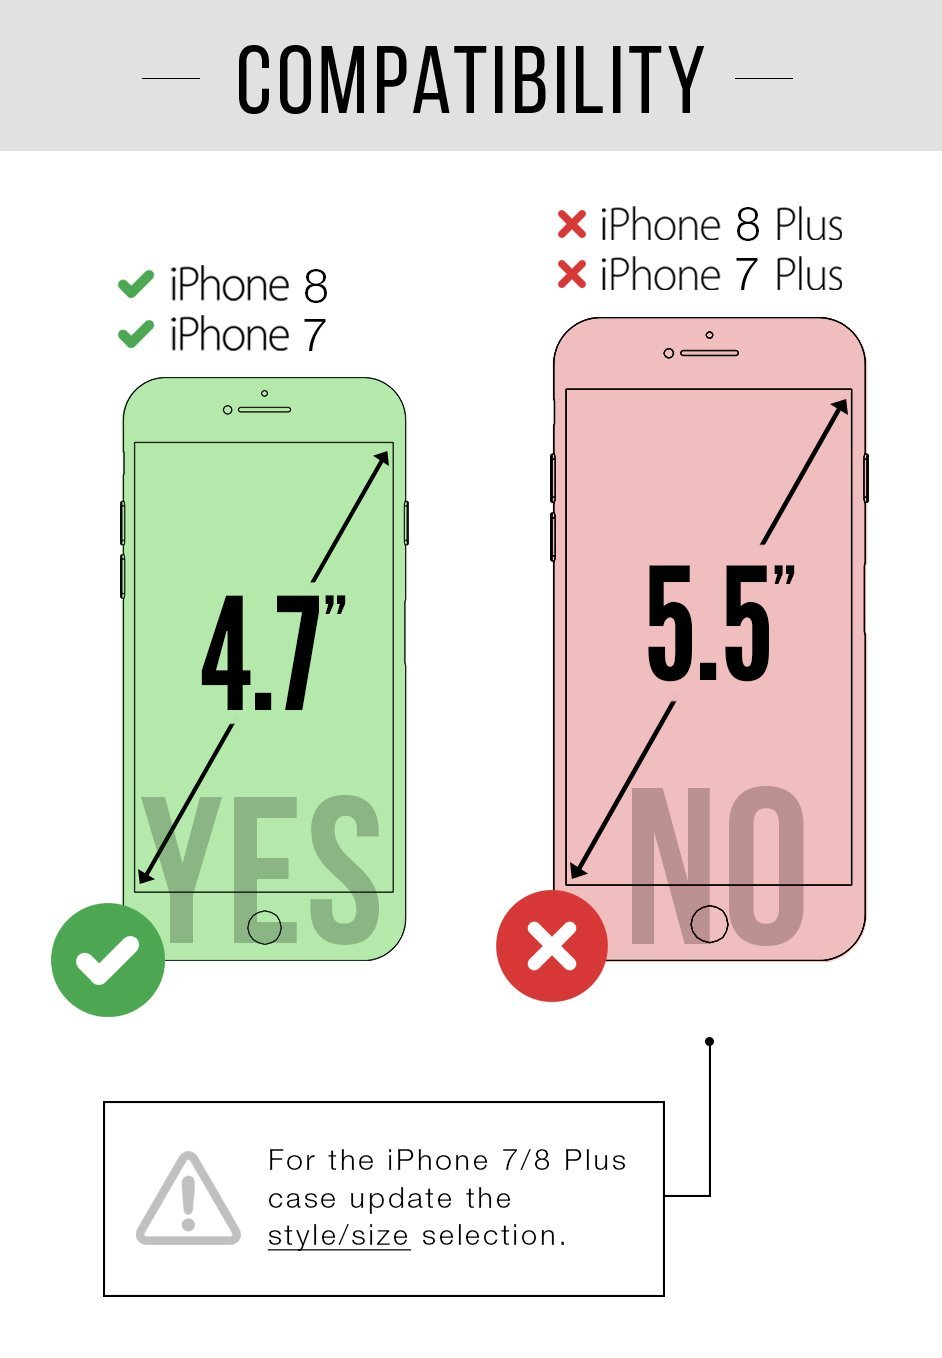 COMPATIBILITY
iPhone 8
iPhone 7
4.7”
YES
iPhone 8 Plus
iPhone 7 Plus
5.5”
NO
For the iPhone 7/8 Plus
case update the
style/size selection.